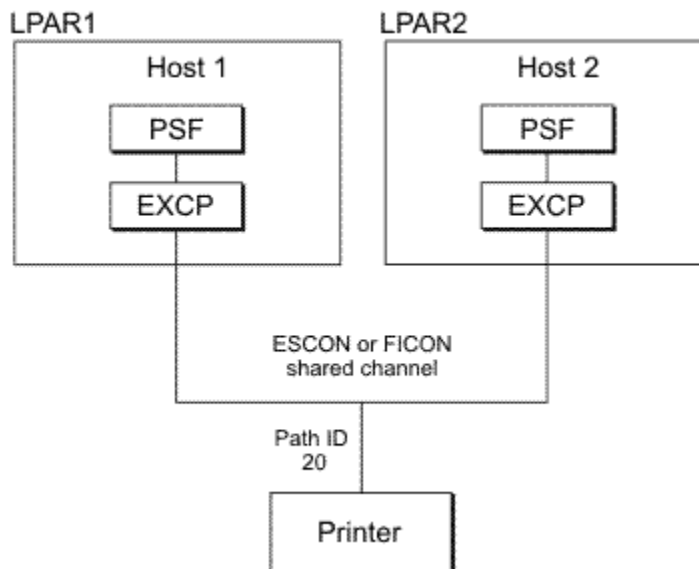 LPAR1
Host 1
PSF
EXCP
LPAR2
Host 2
PSF
EXCP
ESCON or FICON
shared channel
Path ID
20
Printer